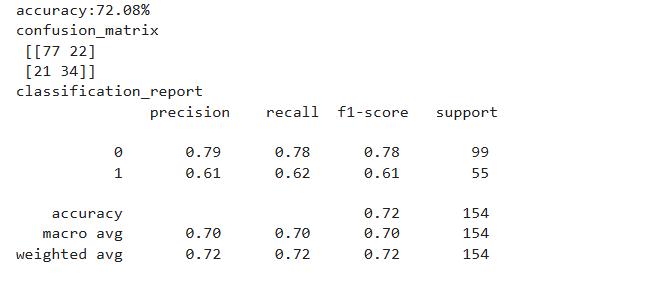 accuracy:72.08%
confusion_matrix
[[77 22]
[21 34]]
classification_report
precision recall f1-score support
0 0.79 0.78 0.78 99
1 0.61 0.62 0.61 55
accuracy 0.72 154
macro avg 0.70 0.70 0.70 154
weighted avg 0.72 0.72 0.72 154